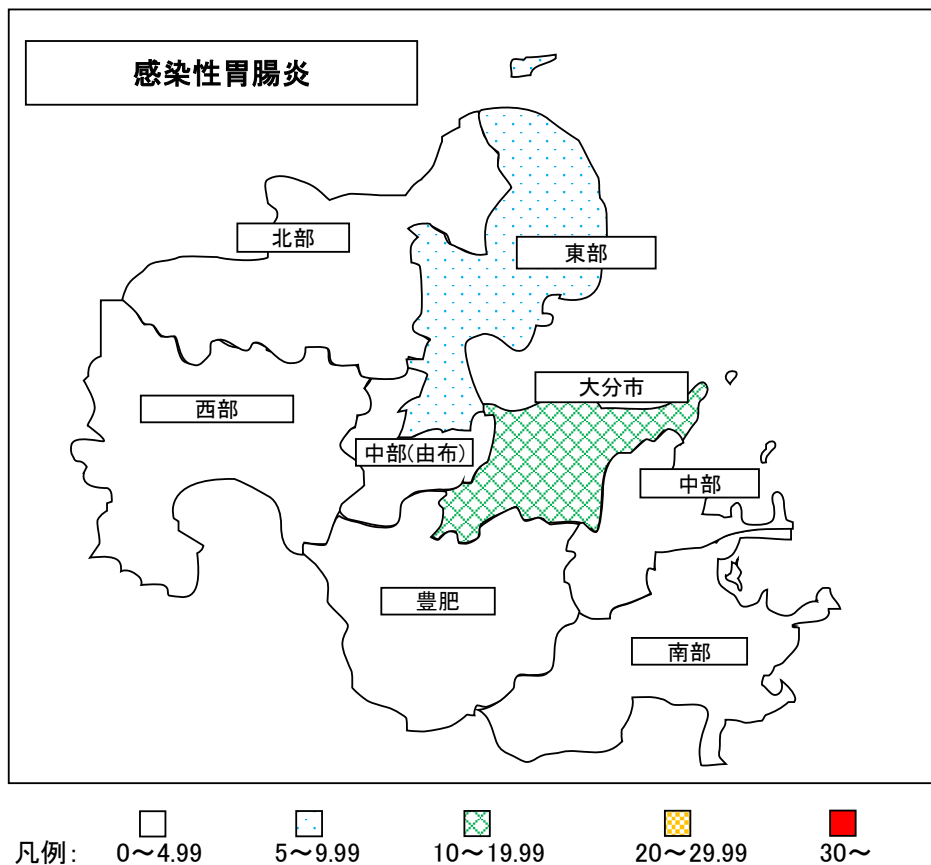 感染性胃腸炎
北部
東部
大分市
西部
中部(由布)
中部
豊肥
南部
凡例: 0～4.99 5～9.99 10～19.99 20～29.99 30～